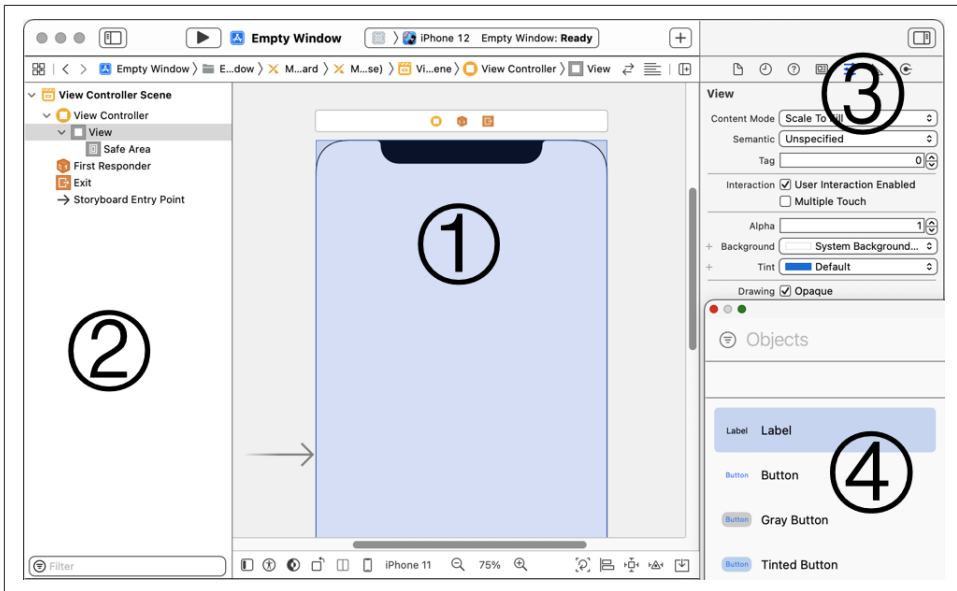 Empty Window
iPhone 12 Empty Window: Ready
Empty Window E...dow M...ard M...se) Vi...ene View Controller View
View Controller Scene
View Controller
View
Safe Area
First Responder
Exit
Storyboard Entry Point
Filter
①
②
iPhone 11 75%
③
View
Content Mode Scale To Fill
Semantic Unspecified
Tag 0
Interaction User Interaction Enabled
Multiple Touch
Alpha 1
Background System Background...
Tint Default
Drawing Opaque
Objects
Label Label
④
Button Button
Button Gray Button
Button Tinted Button